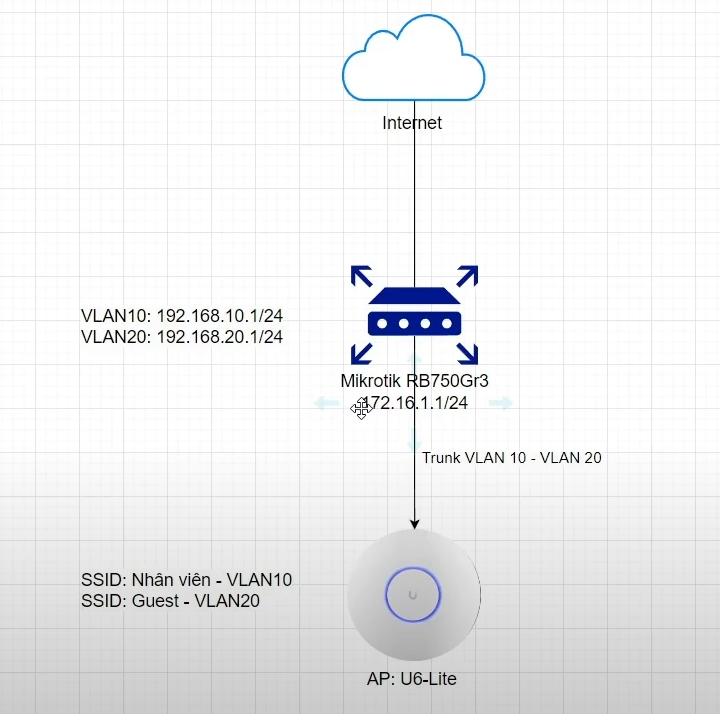 Internet
VLAN10: 192.168.10.1/24
VLAN20: 192.168.20.1/24
Mikrotik RB750Gr3
172.16.1.1/24
Trunk VLAN 10 - VLAN 20
SSID: Nhân viên - VLAN10
SSID: Guest - VLAN20
AP: U6-Lite